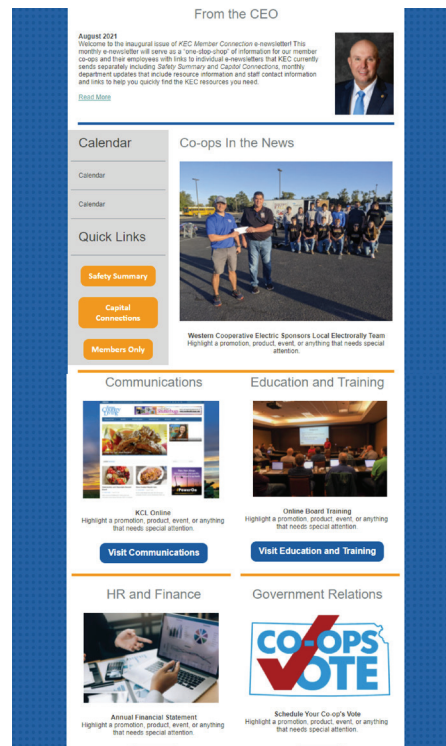 From the CEO
August 2021
Welcome to the inaugural issue of KEC Member Connection e-newsletter! This
monthly e-newsletter will serve as a "one-stop-shop" of information for our member
co-ops and their employees with links to individual e-newsletters that KEC currently
sends separately including Safety Summary and Capitol Connections, monthly
department updates that include resource information and staff contact information
and links to help you quickly find the KEC resources you need.
Read More
Calendar
Calendar
Calendar
Quick Links
Safety Summary
Capital
Connections
Members Only
Co-ops In the News
Western Cooperative Electric Sponsors Local Electrorally Team
Highlight a promotion, product, event, or anything that needs special
attention.
Communications
KCL Online
Highlight a promotion, product, event, or anything
that needs special attention.
Visit Communications
Education and Training
Online Board Training
Highlight a promotion, product, event, or anything
that needs special attention.
Visit Education and Training
HR and Finance
Annual Financial Statement
Highlight a promotion, product, event, or anything
that needs special attention
Government Relations
CO-OPS
VOTE
Schedule Your Co-op's Vote
Highlight a promotion, product, event, or anything
that needs special attention.